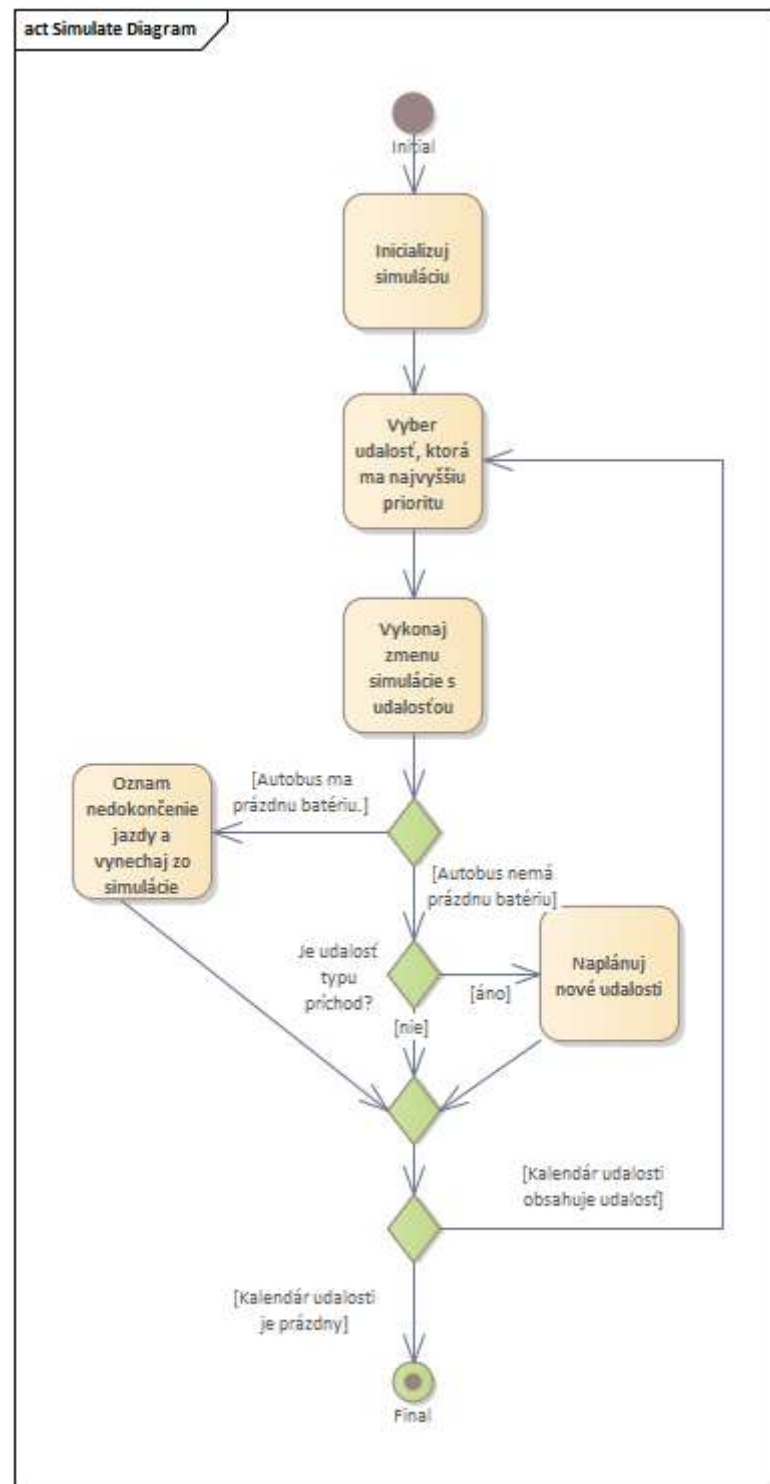 act Simulate Diagram
Initial
Inicializuj
simuláciu
Vyber
udalosť, ktorá
ma najvyššiu
prioritu
Vykonaj
zmenu
simulácie s
udalosťou
[Autobus ma
prázdnu batériu.]
Oznam
nedokončenie
jazdy a
vynechaj zo
simulácie
[Autobus nemá
prázdnu batériu]
Je udalosť
typu
príchod?
[áno]
Naplánuj
nové udalosti
[nie]
[Kalendár udalosti
obsahuje udalosť]
[Kalendár udalosti
je prázdny]
Final